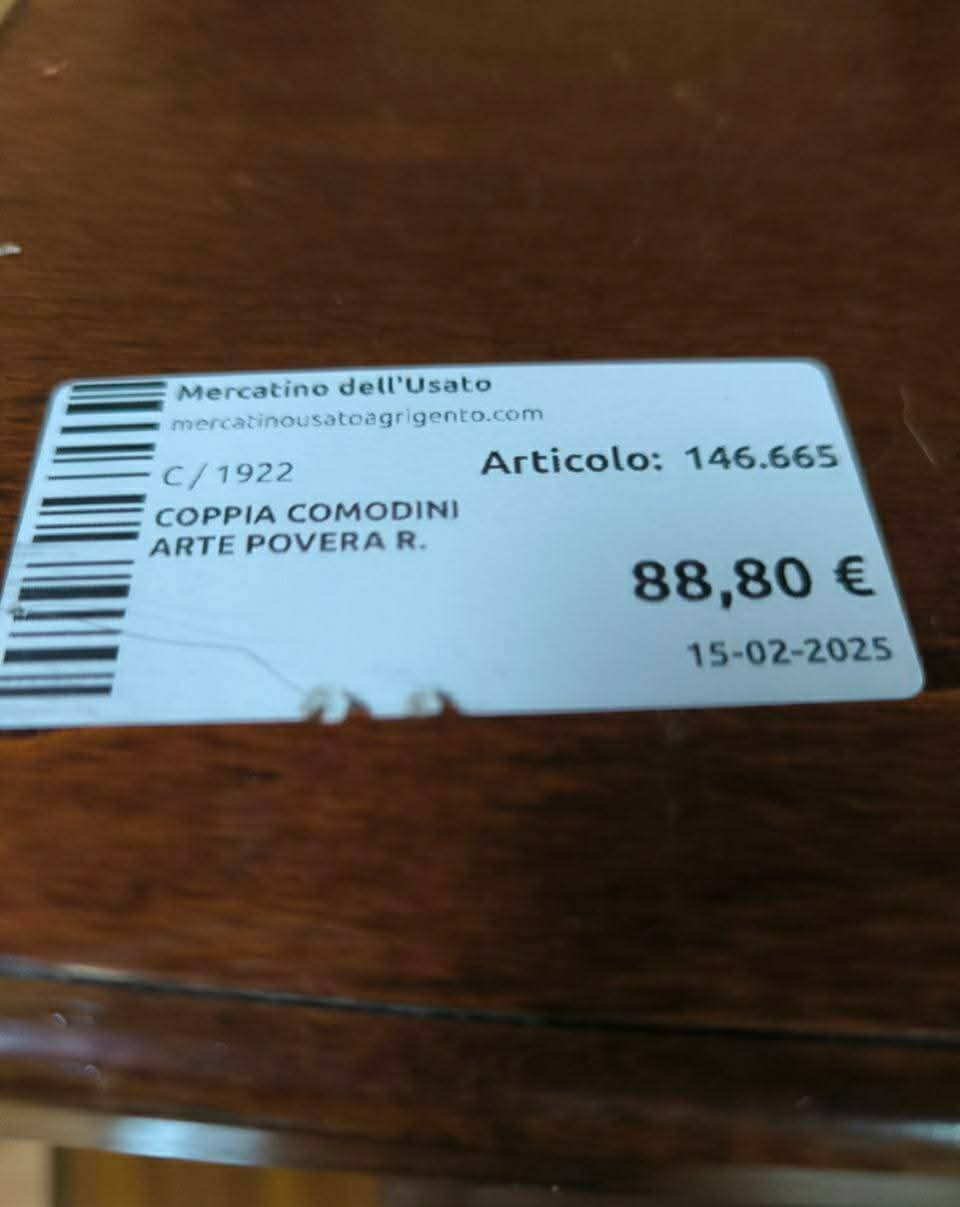 Mercatino dell'Usato
mercatinousatoagrigento.com
C/1922
Articolo: 146.665
COPPIA COMODINI
ARTE POVERA R.
88,80 €
15-02-2025